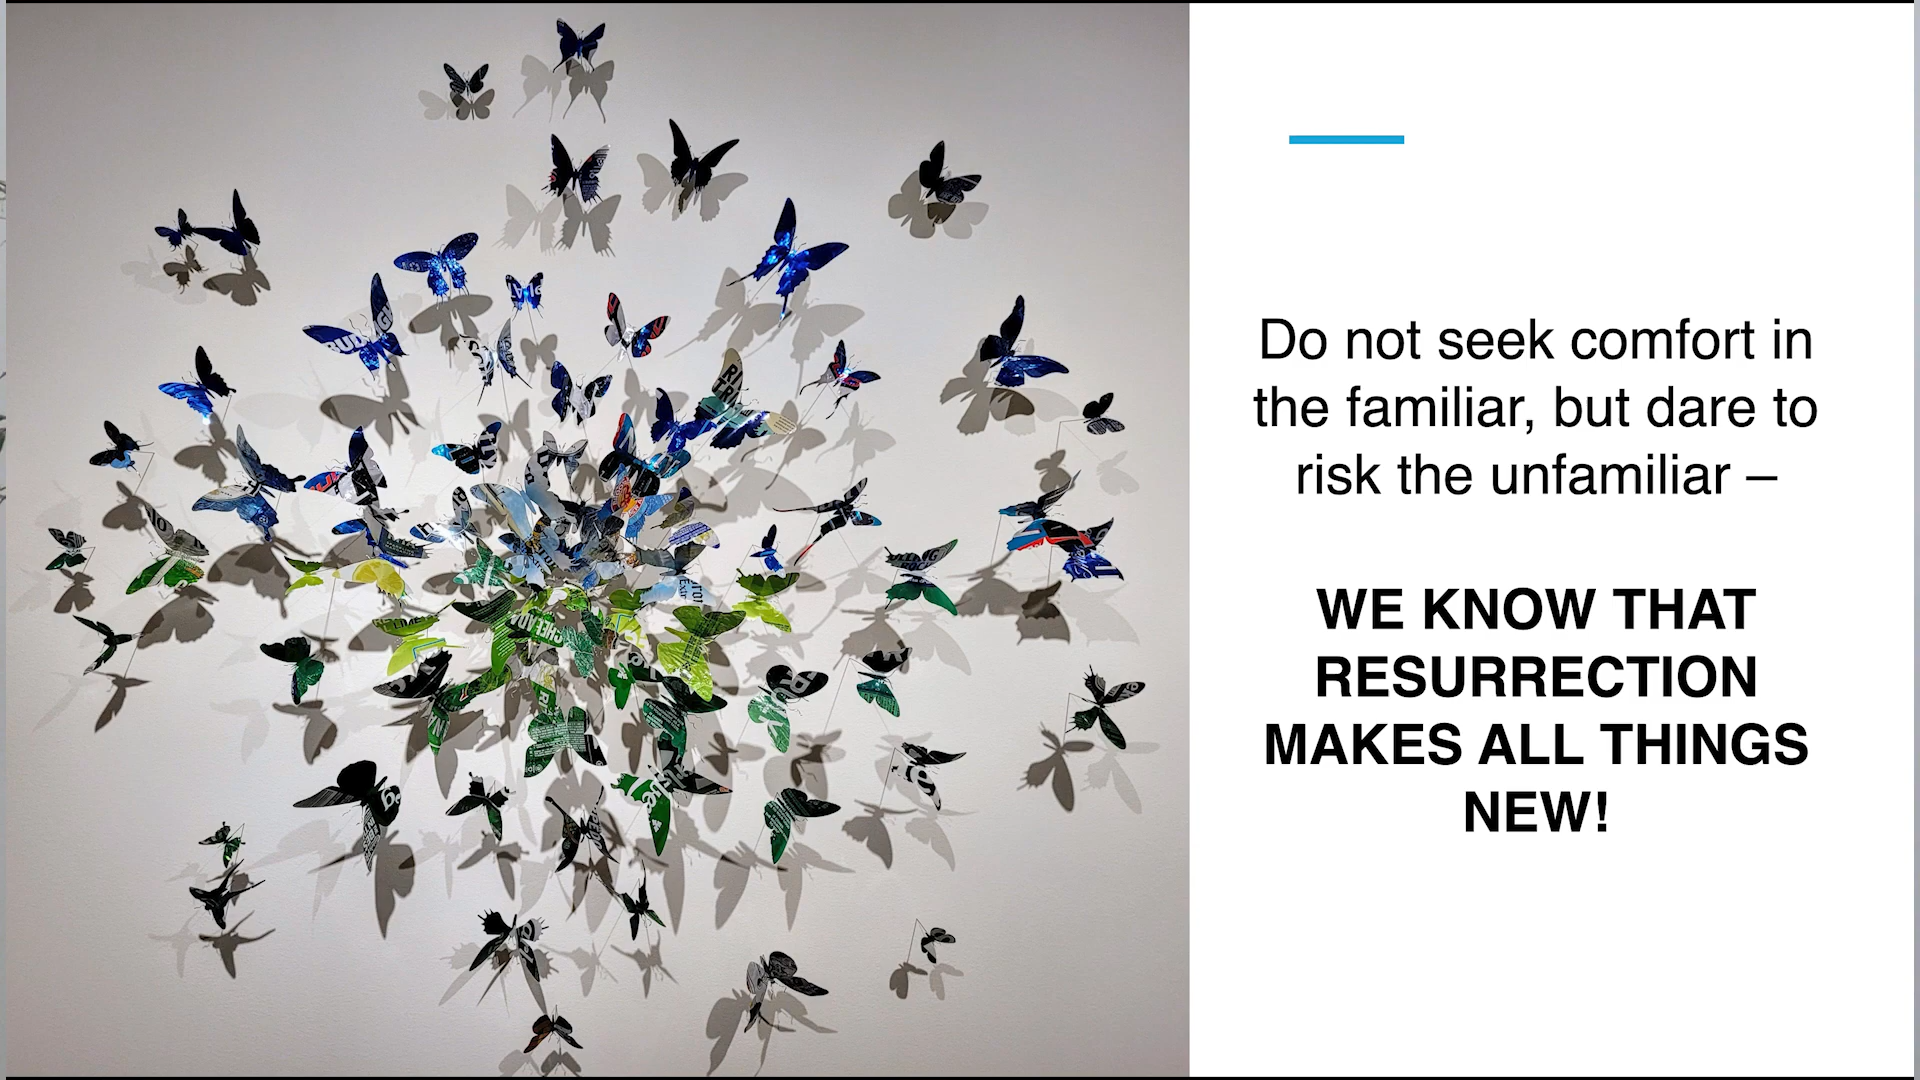 Do not seek comfort in
the familiar, but dare to
risk the unfamiliar –
WE KNOW THAT
RESURRECTION
MAKES ALL THINGS
NEW!